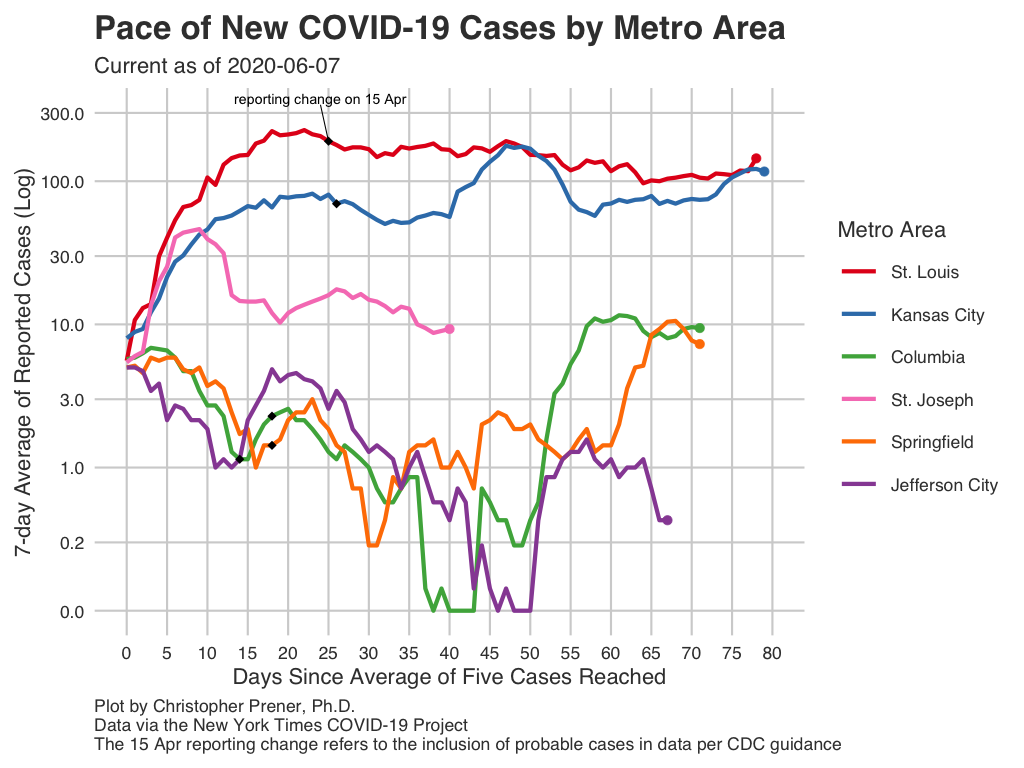 Pace of New COVID-19 Cases by Metro Area
Current as of 2020-06-07
reporting change on 15 Apr
300.0
100.0
30.0
10.0
3.0
1.0
0.2
0.0
7-day Average of Reported Cases (Log)
0 5 10 15 20 25 30 35 40 45 50 55 60 65 70 75 80
Days Since Average of Five Cases Reached
Metro Area
St. Louis
Kansas City
Columbia
St. Joseph
Springfield
Jefferson City
Plot by Christopher Prener, Ph.D.
Data via the New York Times COVID-19 Project
The 15 Apr reporting change refers to the inclusion of probable cases in data per CDC guidance